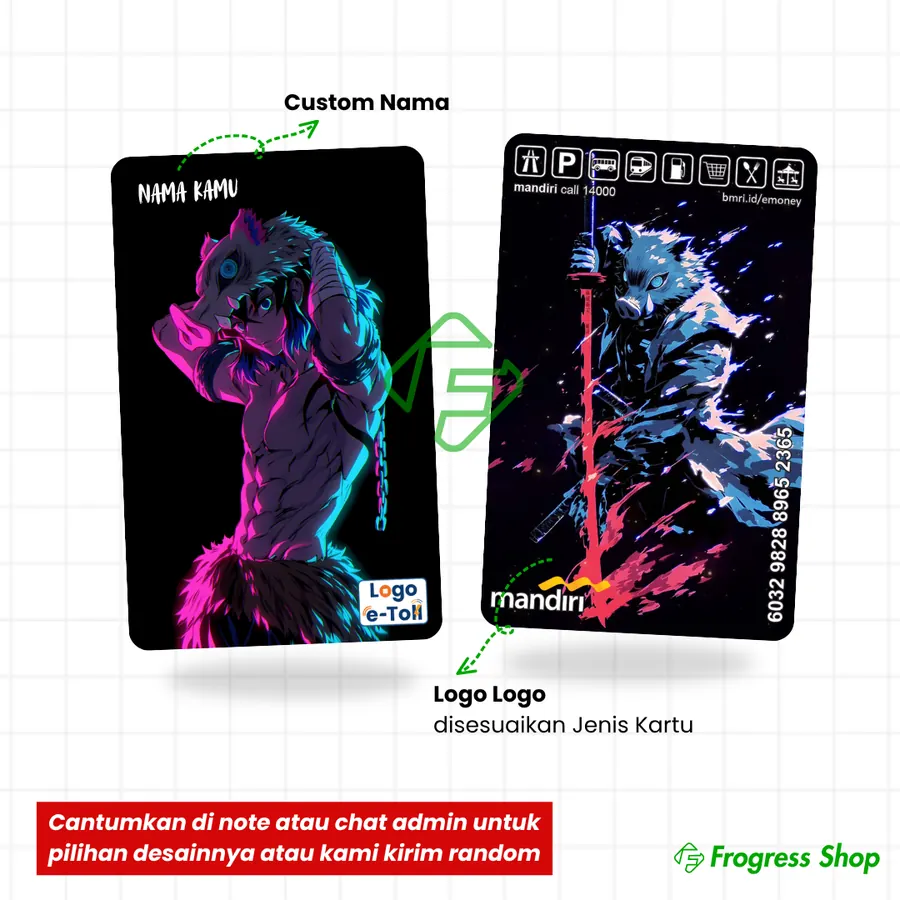 Custom Nama
NAMA KAMU
Logo
e-Toll
P
mandiri call 14000
bmri.id/emoney
6032 9828 8965 2365
mandiri
Logo Logo
disesuaikan Jenis Kartu
Cantumkan di note atau chat admin untuk
pilihan desainnya atau kami kirim random
Frogress Shop